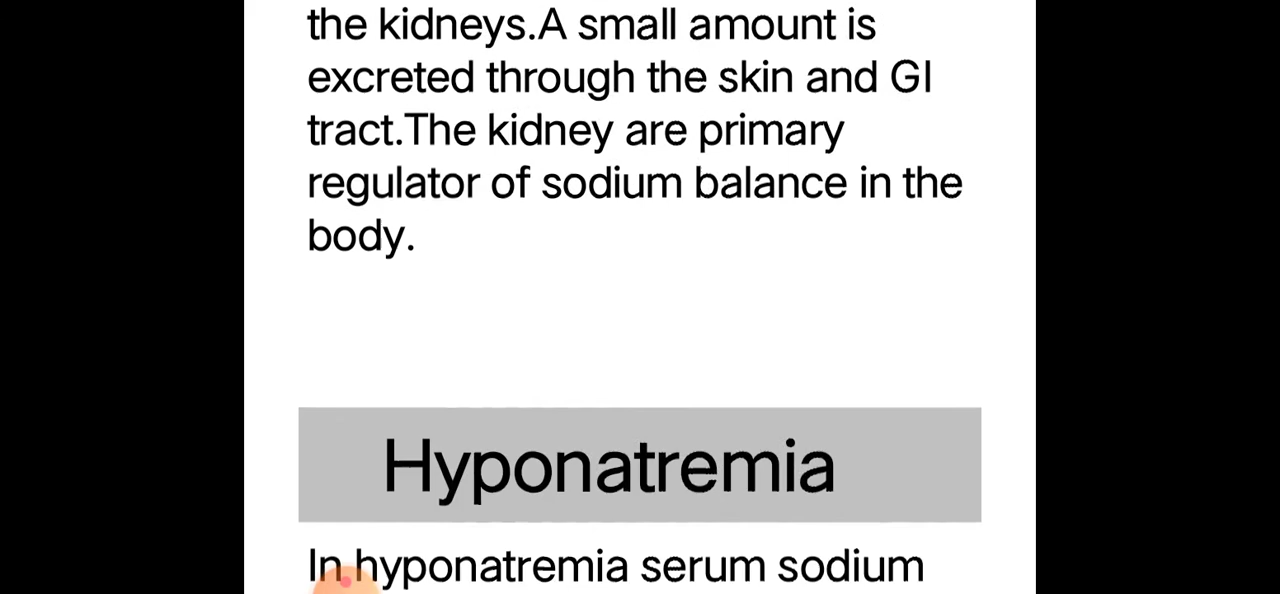 the kidneys.A small amount is
excreted through the skin and GI
tract.The kidney are primary
regulator of sodium balance in the
body.
Hyponatremia
In hyponatremia serum sodium